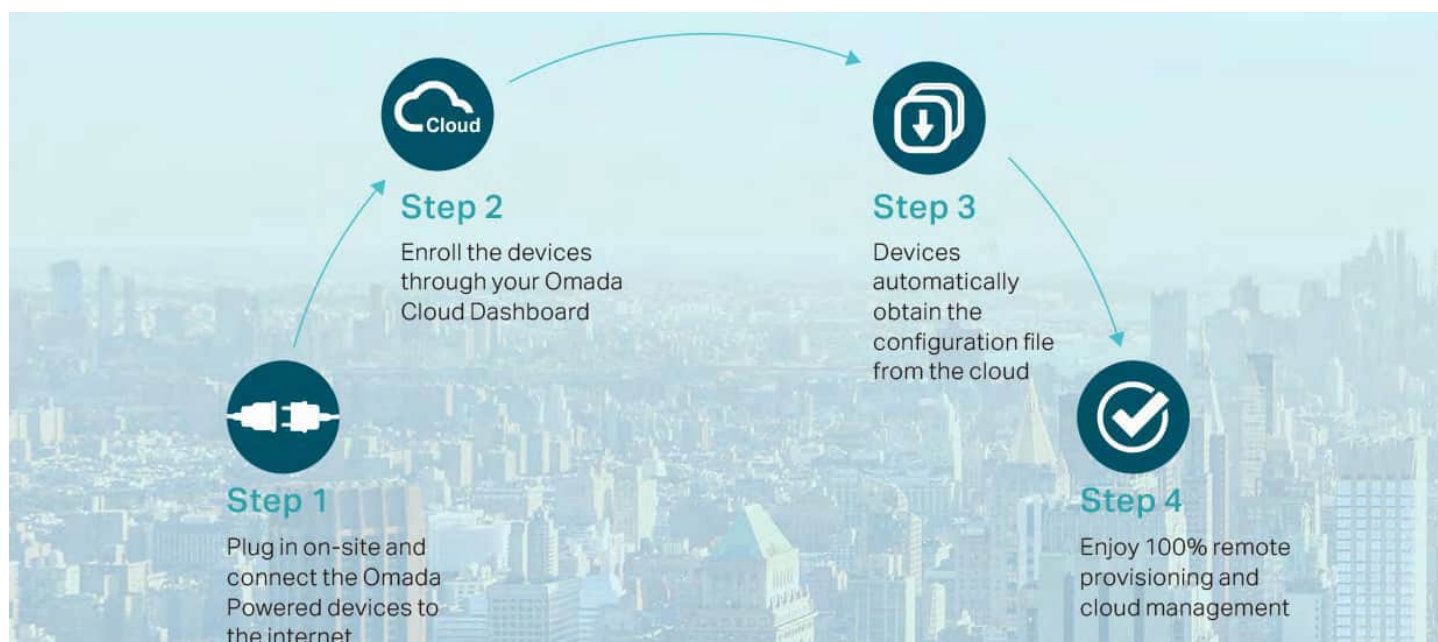 Cloud
Step 2
Enroll the devices
through your Omada
Cloud Dashboard
Step 3
Devices
automatically
obtain the
configuration file
from the cloud
Step 1
Plug in on-site and
connect the Omada
Powered devices to
the internet
Step 4
Enjoy 100% remote
provisioning and
cloud management